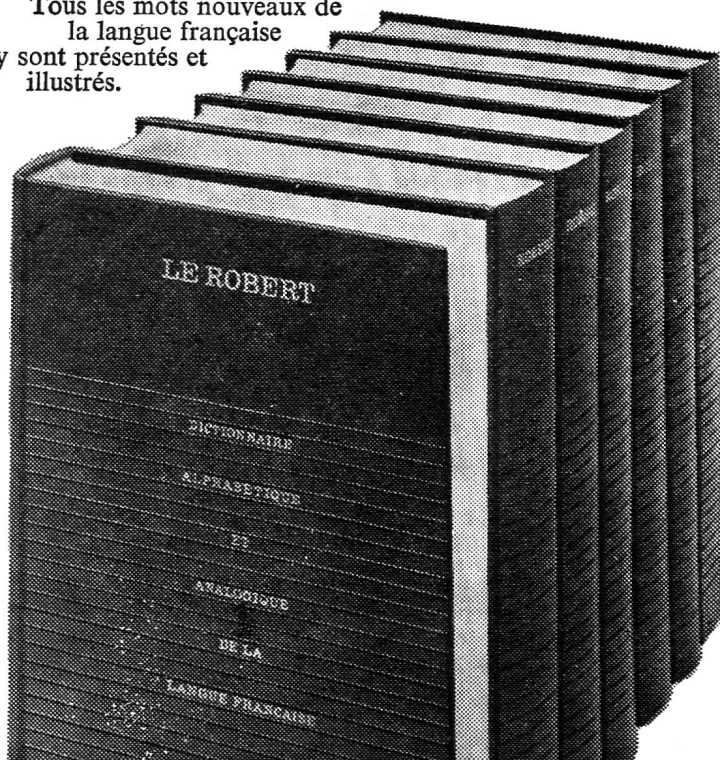 Tous les mots nouveaux de
la langue française
y sont présentés et
illustrés.
LE ROBERT
DICTIONNAIRE
ALPHABÉTIQUE
ET
ANALOGIQUE
DE LA
LANGUE FRANÇAISE